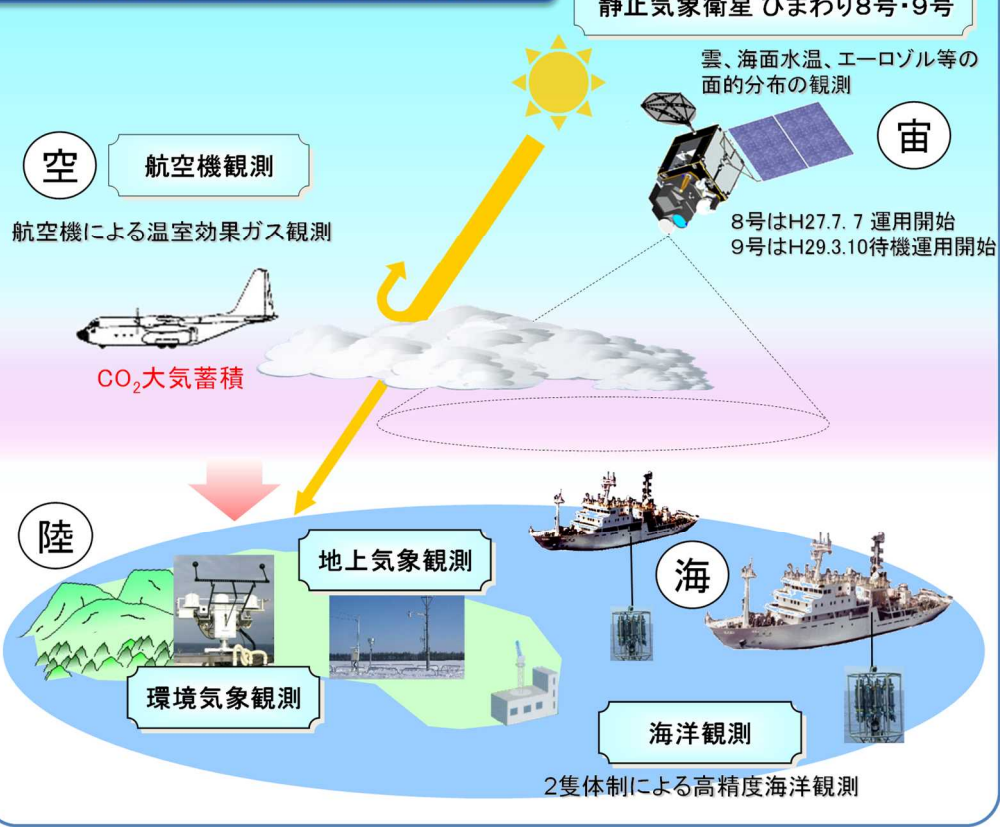 静止気象衛星 ひまわり8号・9号
雲、海面水温、エーロゾル等の
面的分布の観測
宙
8号はH27.7. 7 運用開始
9号はH29.3.10待機運用開始
空
航空機観測
航空機による温室効果ガス観測
CO₂大気蓄積
陸
地上気象観測
環境気象観測
海
海洋観測
2隻体制による高精度海洋観測